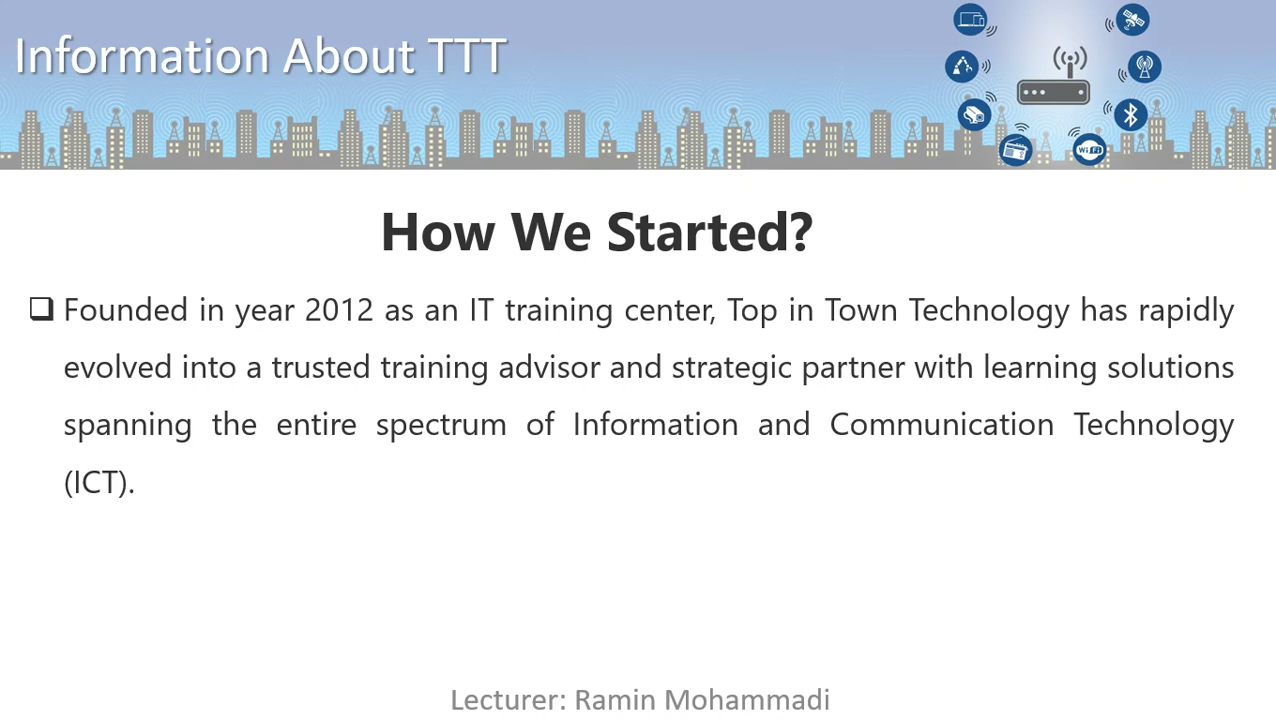 Information About TTT
WiFi
How We Started?
❑ Founded in year 2012 as an IT training center, Top in Town Technology has rapidly
evolved into a trusted training advisor and strategic partner with learning solutions
spanning the entire spectrum of Information and Communication Technology
(ICT).
Lecturer: Ramin Mohammadi